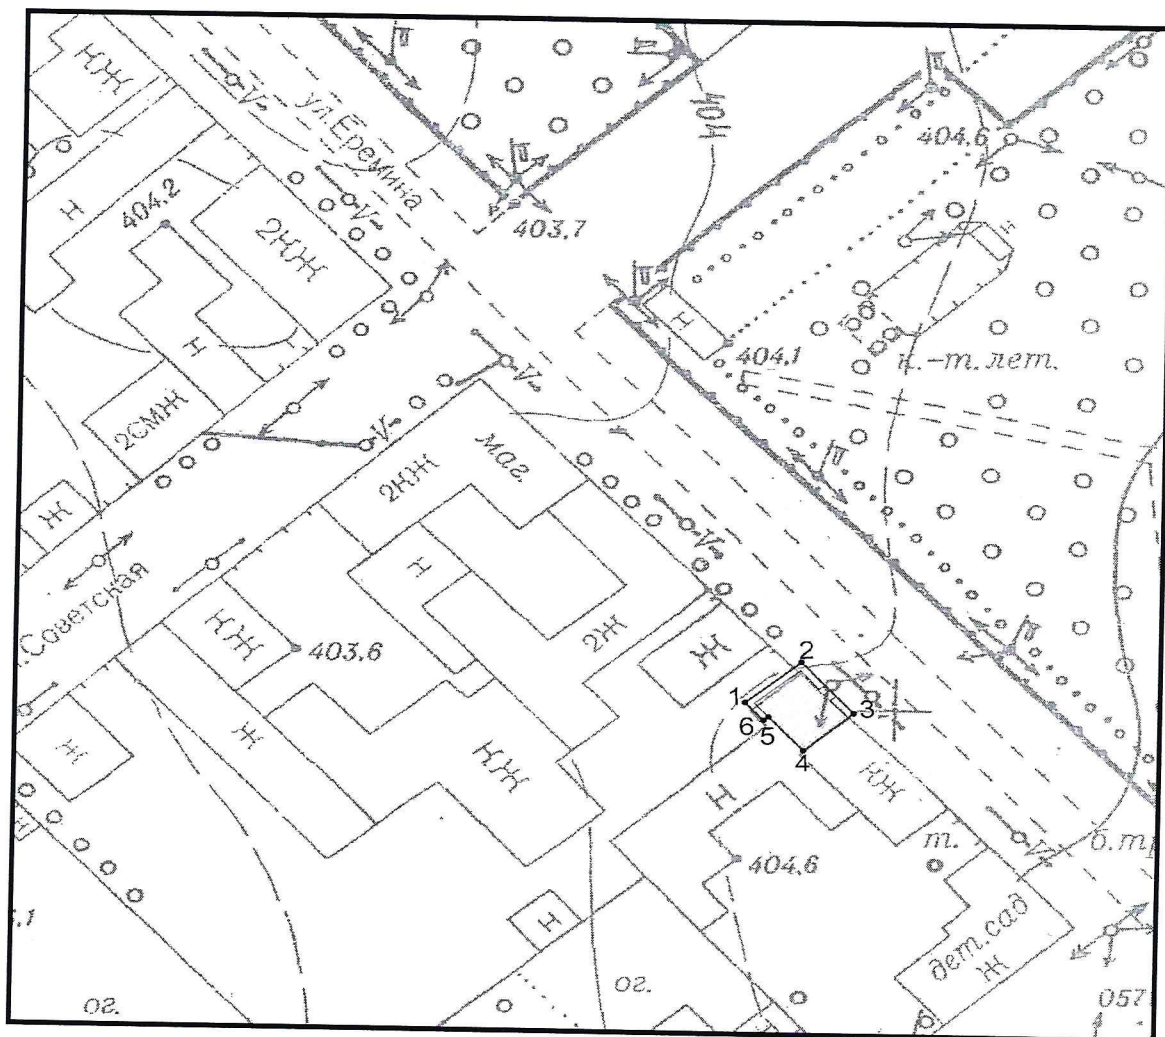 КЖ
ул.Еремина
404
404.6
Н
404.2
2КЖ
403.7
Н
Н
Н
404.1
к.-т.лет.
2СМЖ
маг.
2КЖ
Ж
Н
.Советская
КЖ
403.6
2Ж
Ж
2
1
3
6
5
4
Ж
Ж
КЖ
Н
КЖ
т.
404.6
Н
Н
дет.сад
Ж
ог.
ог.
057